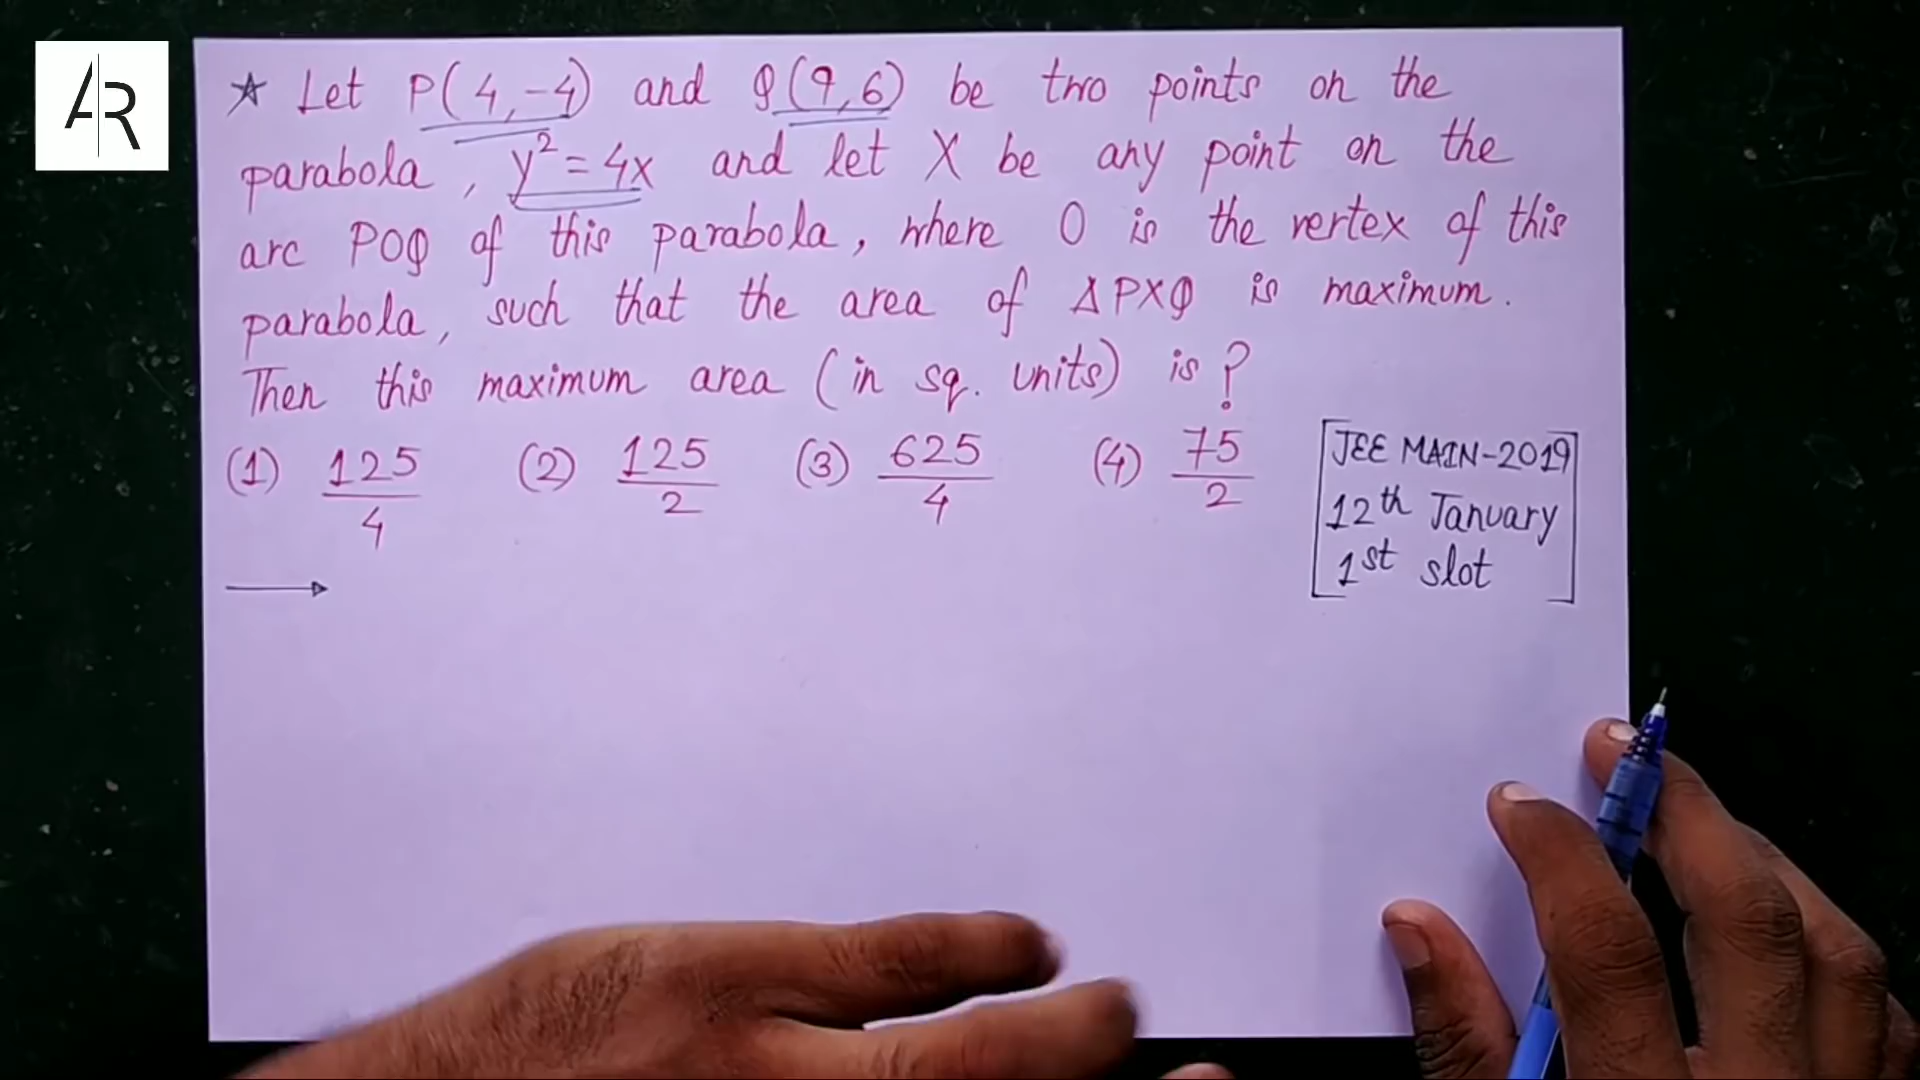 AR
★ Let P(4,-4) and Q(9,6) be two points on the
parabola, y² = 4x and let X be any point on the
arc POQ of this parabola, where O is the vertex of this
parabola, such that the area of ΔPXQ is maximum.
Then this maximum area (in sq. units) is ?
(1) 125/4 (2) 125/2 (3) 625/4 (4) 75/2
[JEE MAIN-2019
12th January
1st slot]
→